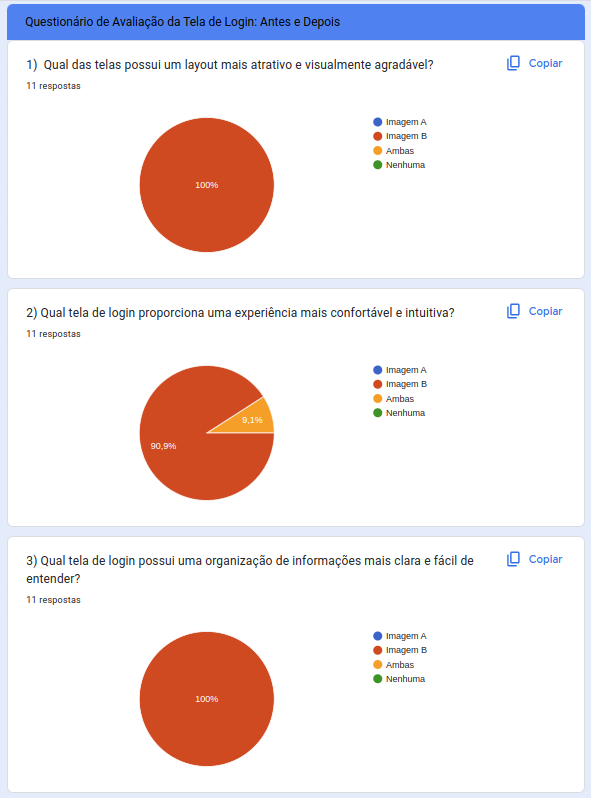 Questionário de Avaliação da Tela de Login: Antes e Depois
1) Qual das telas possui um layout mais atrativo e visualmente agradável?
Copiar
11 respostas
Imagem A
Imagem B
Ambas
Nenhuma
100%
2) Qual tela de login proporciona uma experiência mais confortável e intuitiva?
Copiar
11 respostas
Imagem A
Imagem B
Ambas
Nenhuma
9,1%
90,9%
3) Qual tela de login possui uma organização de informações mais clara e fácil de
entender?
Copiar
11 respostas
Imagem A
Imagem B
Ambas
Nenhuma
100%